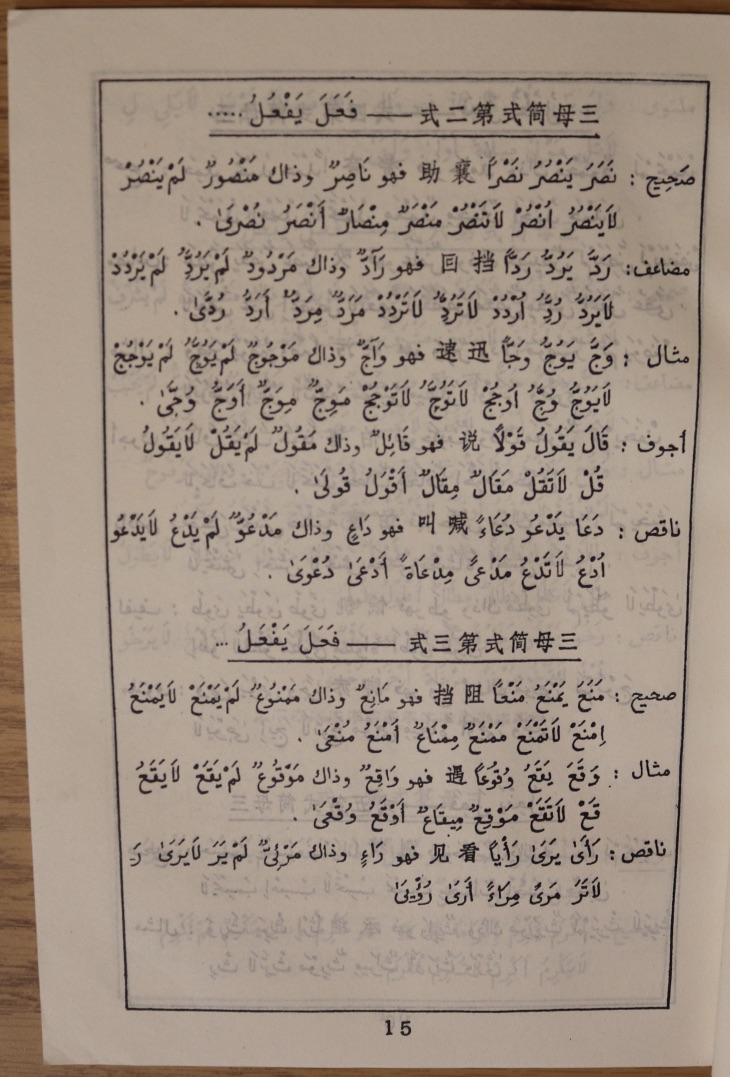 三母简式第二式 —— فَعَلَ يَفْعُلُ .....
صَحِيح : نَصَرَ يَنْصُرُ نَصْرًا 助襄 فهو نَاصِرٌ وذاك مَنْصُورٌ لَمْ يَنْصُرْ
لَايَنْصُرُ اُنْصُرْ لَاتَنْصُرْ مَنْصَرٌ مِنْصَارٌ أَنْصَرُ نُصْرَىٰ .
مضاعف: رَدَّ يَرُدُّ رَدًّا 回挡 فهو رَآدٌّ وذاك مَرْدُودٌ لَمْ يَرُدَُِّ لَمْ يَرْدُدْ
لَايَرُدُّ رُدَُِّ اُرْدُدْ لَاتَرُدَُِّ لَاتَرْدُدْ مَرَدٌّ مِرَدٌّ أَرَدُّ رُدَّىٰ .
مثال : وَجَّ يَوُجُّ وَجًّا 速迅 فهو وَآجٌّ وذاك مَوْجُوجٌ لَمْ يَوُجَُِّ لَمْ يَوْجُجْ
لَايَوُجُّ وُجَُِّ اُوجُجْ لَاتَوُجَُِّ لَاتَوْجُجْ مَوِجٌّ مِوَجٌّ أَوَجُّ وُجَّىٰ .
أجوف : قَالَ يَقُولُ قَوْلًا 说 فهو قَائِلٌ وذاك مَقُولٌ لَمْ يَقُلْ لَايَقُولُ
قُلْ لَاتَقُلْ مَقَالٌ مِقَالٌ أَقْوَلُ قُولَىٰ .
ناقص : دَعَا يَدْعُو دُعَاءً 叫喊 فهو دَاعٍ وذاك مَدْعُوٌّ لَمْ يَدْعُ لَايَدْعُو
اُدْعُ لَاتَدْعُ مَدْعًى مِدْعَاةً أَدْعَىٰ دُعْوَىٰ .
三母简式第三式 —— فَعَلَ يَفْعَلُ ...
صحيح : مَنَعَ يَمْنَعُ مَنْعًا 挡阻 فهو مَانِعٌ وذاك مَمْنُوعٌ لَمْ يَمْنَعْ لَايَمْنَعُ
اِمْنَعْ لَاتَمْنَعْ مَمْنَعٌ مِمْنَاعٌ أَمْنَعُ مُنْعَىٰ .
مثال : وَقَعَ يَقَعُ وُقُوعًا 遇 فهو وَاقِعٌ وذاك مَوْقُوعٌ لَمْ يَقَعْ لَايَقَعُ
قَعْ لَاتَقَعْ مَوْقِعٌ مِيقَاعٌ أَوْقَعُ وُقْعَىٰ .
ناقص : رَأَىٰ يَرَىٰ رَأْيًا 见看 فهو رَاءٍ وذاك مَرْئِيٌّ لَمْ يَرَ لَايَرَىٰ رَ
لَاتَرَ مَرًى مِرَاءً أَرَىٰ رُؤْيَىٰ
15